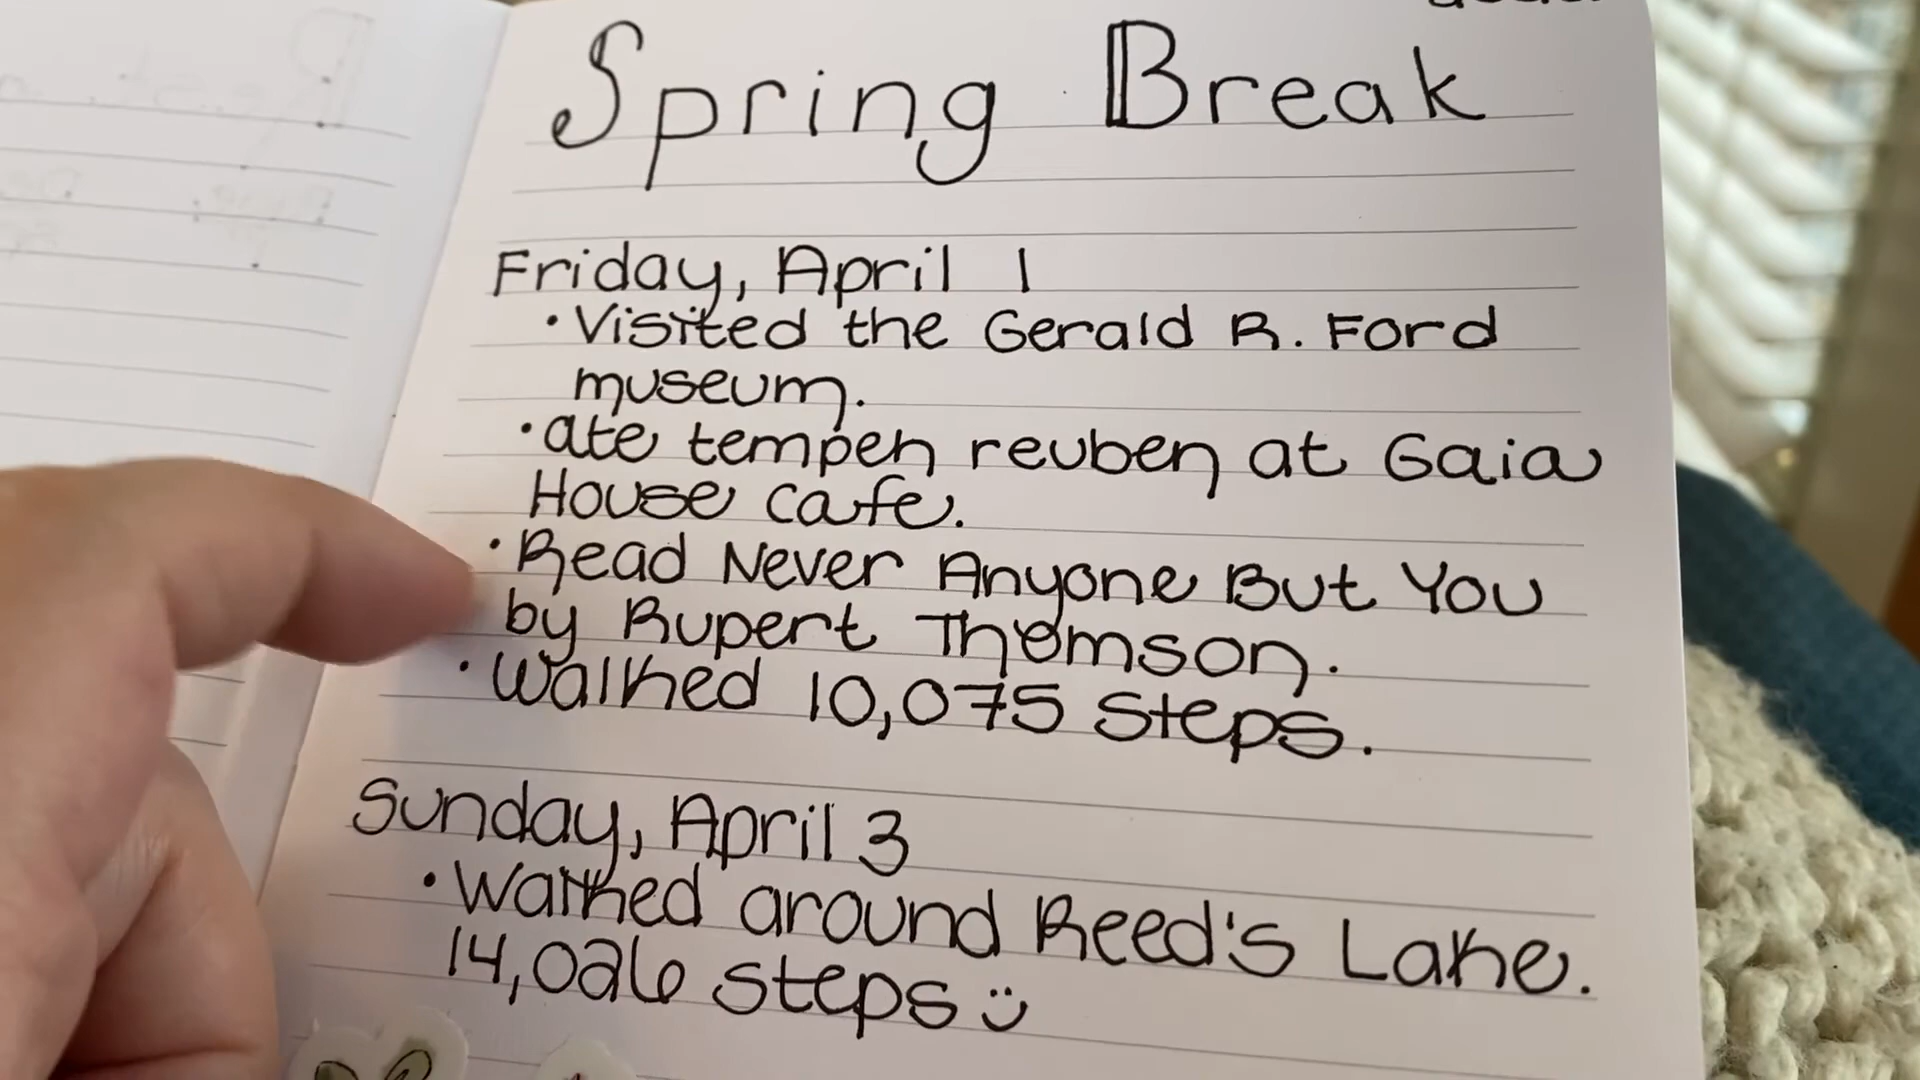 Spring Break
Friday, April 1
• Visited the Gerald R. Ford
museum.
• ate tempeh reuben at Gaia
House cafe.
• Read Never Anyone But You
by Rupert Thomson.
• Walked 10,075 steps.
Sunday, April 3
• Walked around Reed's Lake.
14,026 steps :)